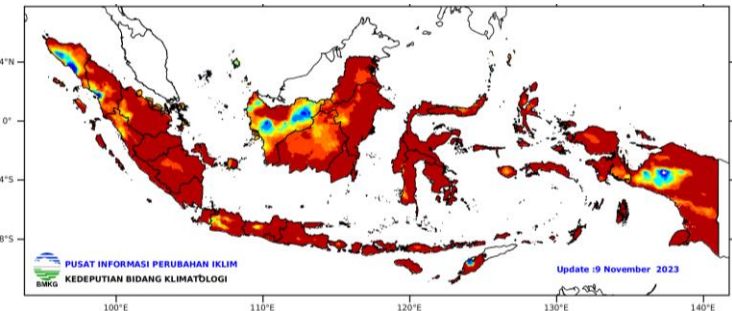 4°N
0°
4°S
8°S
PUSAT INFORMASI PERUBAHAN IKLIM
KEDEPUTIAN BIDANG KLIMATOLOGI
BMKG
Update :9 November 2023
100°E
110°E
120°E
130°E
140°E